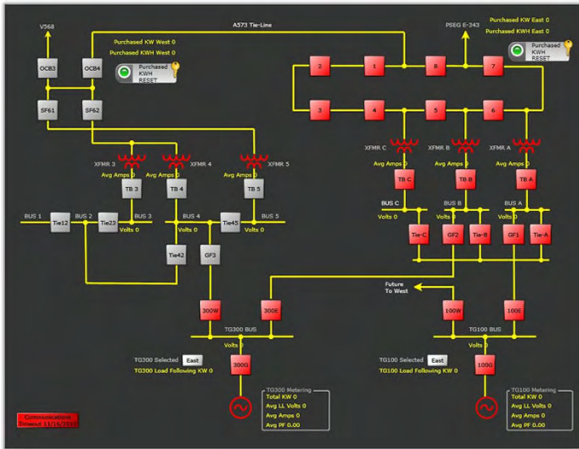 V568
A573 Tie-Line
PSEG E-243
Purchased KW East 0
Purchased KWH East 0
Purchased KW West 0
Purchased KWH West 0
Purchased
KWH
RESET
Purchased
KWH
RESET
OCB3
OCB4
2
1
8
7
SF61
SF62
3
4
5
6
XFMR 3
XFMR 4
XFMR 5
XFMR C
XFMR B
XFMR A
Avg Amps 0
Avg Amps 0
Avg Amps 0
Avg Amps 0
Avg Amps 0
Avg Amps 0
TB 3
TB 4
TB 5
TB C
TB B
TB A
BUS C
BUS B
BUS A
Volts 0
Volts 0
Volts 0
BUS 1
Tie12
BUS 2
Tie23
BUS 3
BUS 4
Tie45
BUS 5
Volts 0
Volts 0
Tie-C
GF2
Tie-B
GF1
Tie-A
Tie42
GF3
Future
To West
300W
300E
100W
100E
TG300 BUS
TG100 BUS
Volts 0
Volts 0
TG300 Selected
East
300G
TG100 Selected
East
100G
TG300 Load Following KW 0
TG100 Load Following KW 0
TG300 Metering
Total KW 0
Avg LL Volts 0
Avg Amps 0
Avg PF 0.00
TG100 Metering
Total KW 0
Avg LL Volts 0
Avg Amps 0
Avg PF 0.00
Communications
Timeout